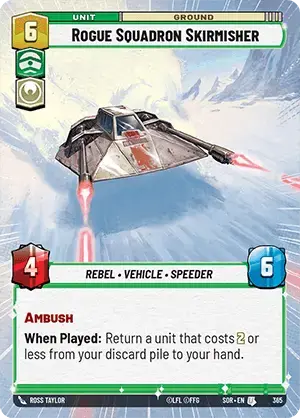 UNIT GROUND
6 ROGUE SQUADRON SKIRMISHER
4 REBEL • VEHICLE • SPEEDER 6
AMBUSH
When Played: Return a unit that costs 2 or
less from your discard pile to your hand.
ROSS TAYLOR ©LFL ©FFG SOR • EN 365